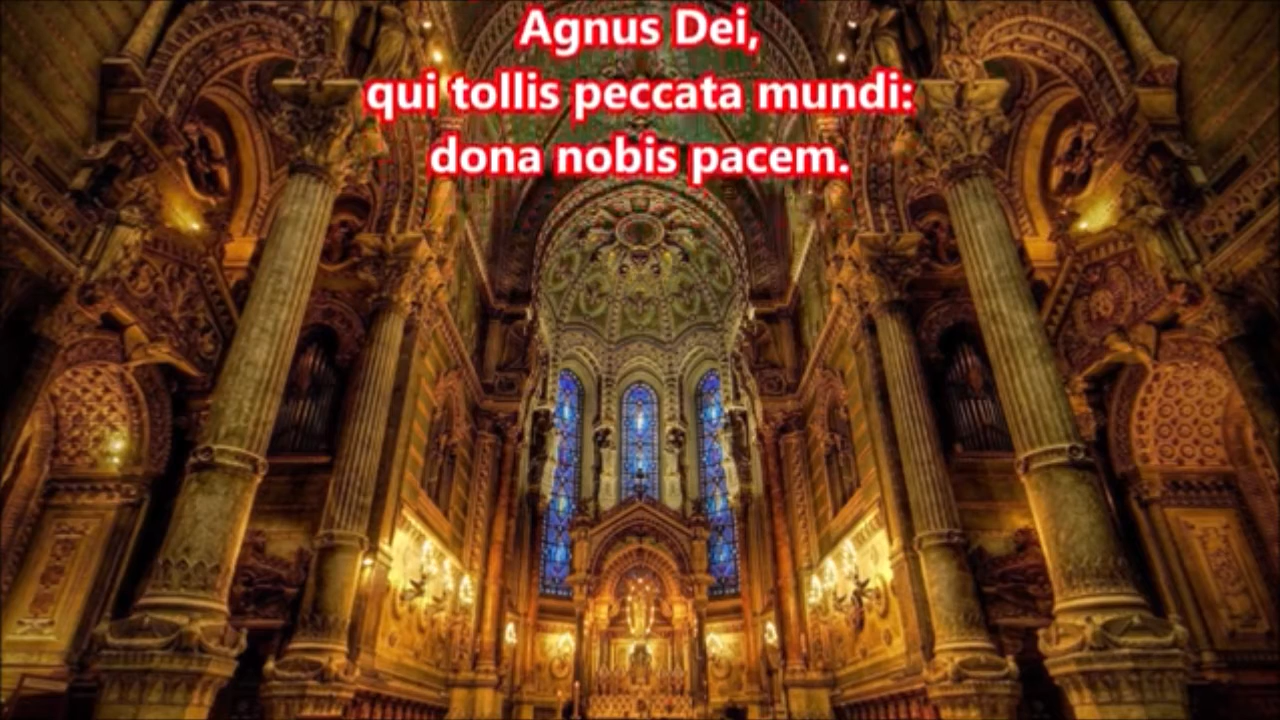 Agnus Dei,
qui tollis peccata mundi:
dona nobis pacem.